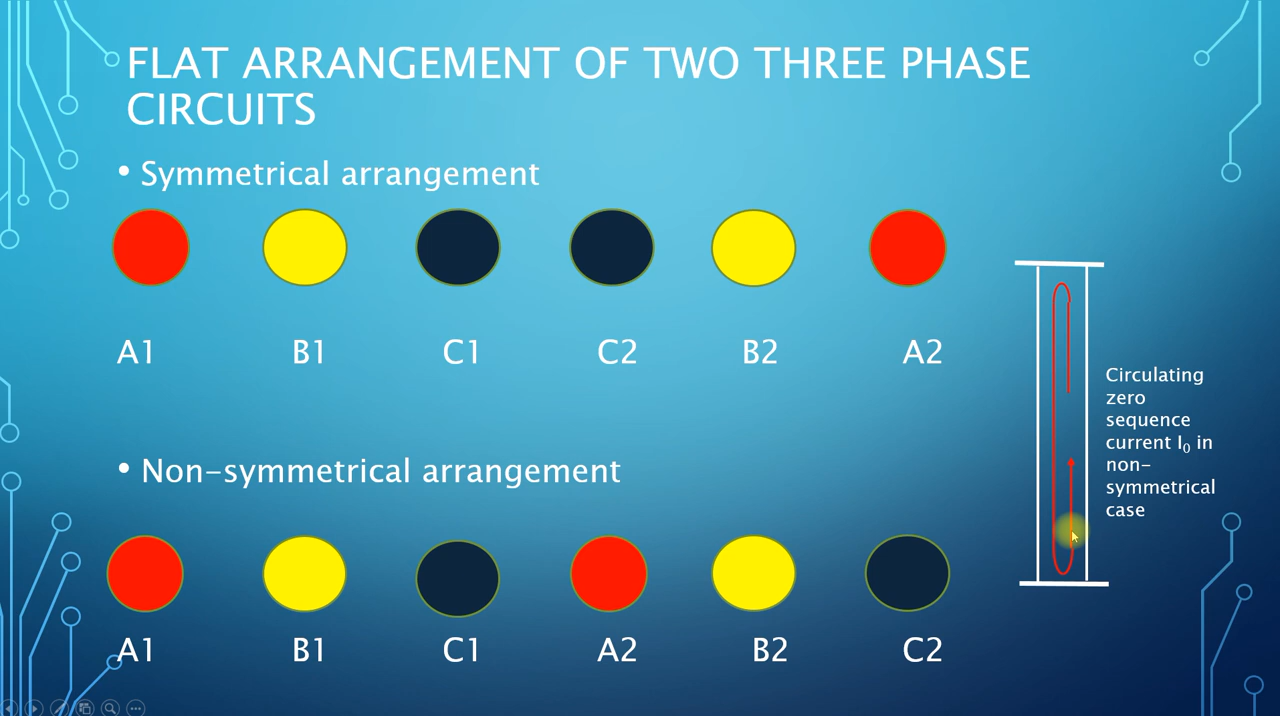 FLAT ARRANGEMENT OF TWO THREE PHASE
CIRCUITS
• Symmetrical arrangement
A1 B1 C1 C2 B2 A2
Circulating
zero
sequence
current I₀ in
non-
symmetrical
case
• Non-symmetrical arrangement
A1 B1 C1 A2 B2 C2